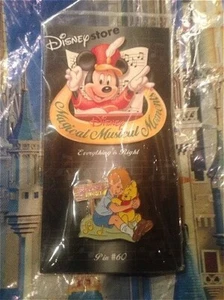 Disney store
Magical Musical Moments
Everything is Right
Pin #60